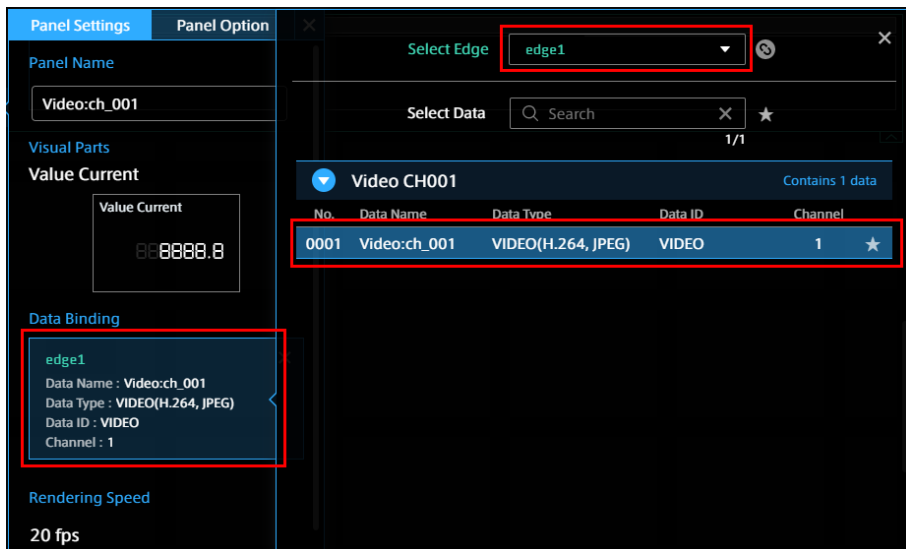 Panel Settings
Panel Option
Panel Name
Video:ch_001
Visual Parts
Value Current
Value Current
8888.8
Data Binding
edge1
Data Name : Video:ch_001
Data Type : VIDEO(H.264, JPEG)
Data ID : VIDEO
Channel : 1
Rendering Speed
20 fps
Select Edge
edge1
Select Data
Search
1/1
Video CH001
Contains 1 data
No. Data Name Data Type Data ID Channel
0001 Video:ch_001 VIDEO(H.264, JPEG) VIDEO 1